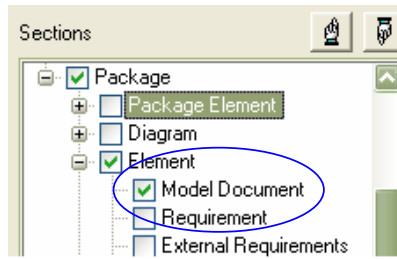 Sections
Package
Package Element
Diagram
Element
Model Document
Requirement
External Requirements